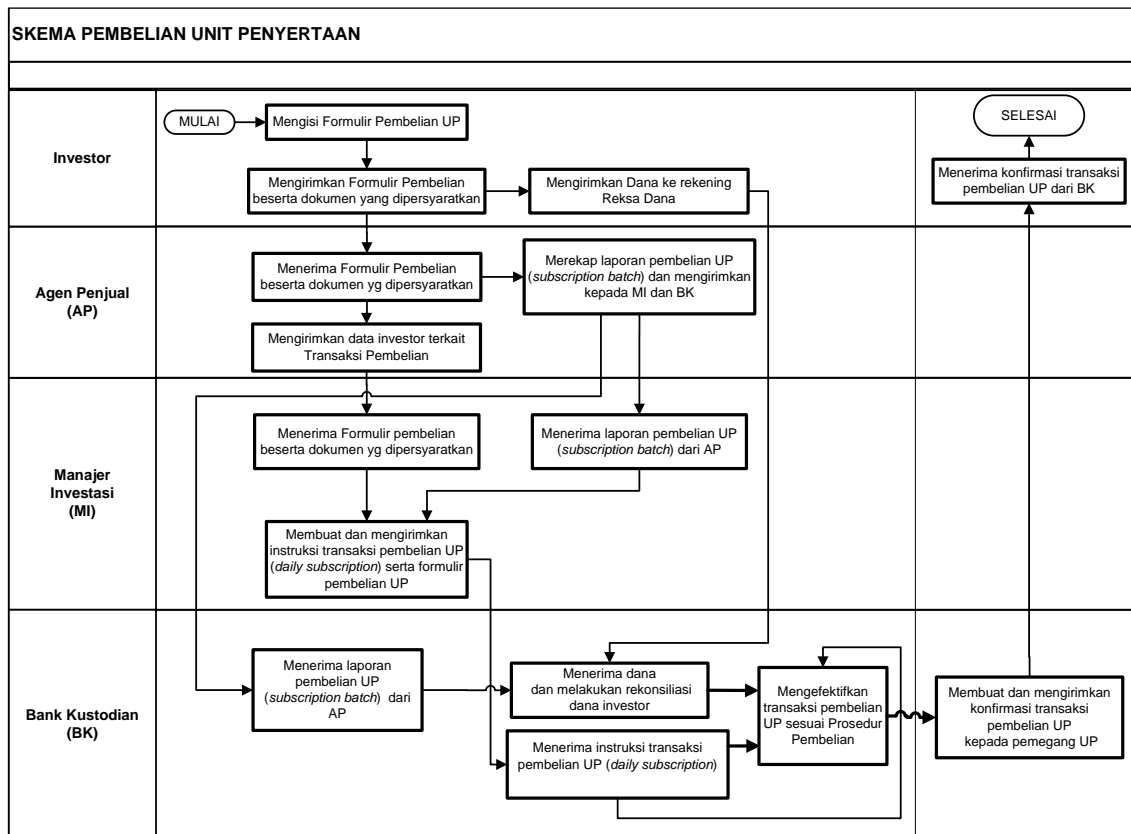 SKEMA PEMBELIAN UNIT PENYERTAAN
Investor
MULAI
Mengisi Formulir Pembelian UP
SELESAI
Mengirimkan Formulir Pembelian
beserta dokumen yang dipersyaratkan
Mengirimkan Dana ke rekening
Reksa Dana
Menerima konfirmasi transaksi
pembelian UP dari BK
Agen Penjual
(AP)
Menerima Formulir Pembelian
beserta dokumen yg dipersyaratkan
Merekap laporan pembelian UP
(subscription batch) dan mengirimkan
kepada MI dan BK
Mengirimkan data investor terkait
Transaksi Pembelian
Manajer
Investasi
(MI)
Menerima Formulir pembelian
beserta dokumen yg dipersyaratkan
Menerima laporan pembelian UP
(subscription batch) dari AP
Membuat dan mengirimkan
instruksi transaksi pembelian UP
(daily subscription) serta formulir
pembelian UP
Bank Kustodian
(BK)
Menerima laporan
pembelian UP
(subscription batch) dari
AP
Menerima dana
dan melakukan rekonsiliasi
dana investor
Menerima instruksi transaksi
pembelian UP (daily subscription)
Mengefektifkan
transaksi pembelian
UP sesuai Prosedur
Pembelian
Membuat dan mengirimkan
konfirmasi transaksi
pembelian UP
kepada pemegang UP